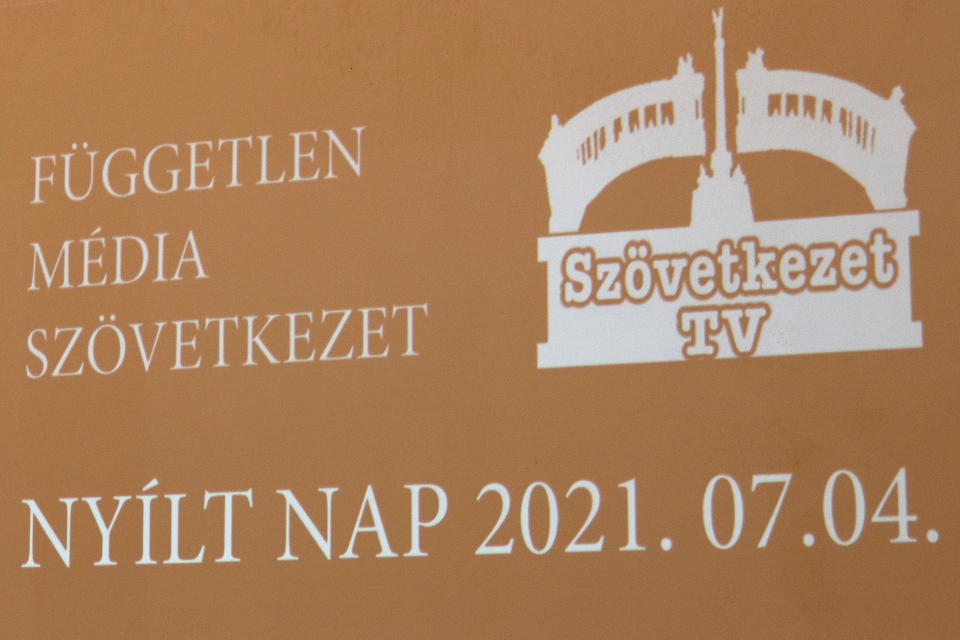 FÜGGETLEN
MÉDIA
SZÖVETKEZET
Szövetkezet
TV
NYÍLT NAP 2021. 07.04.